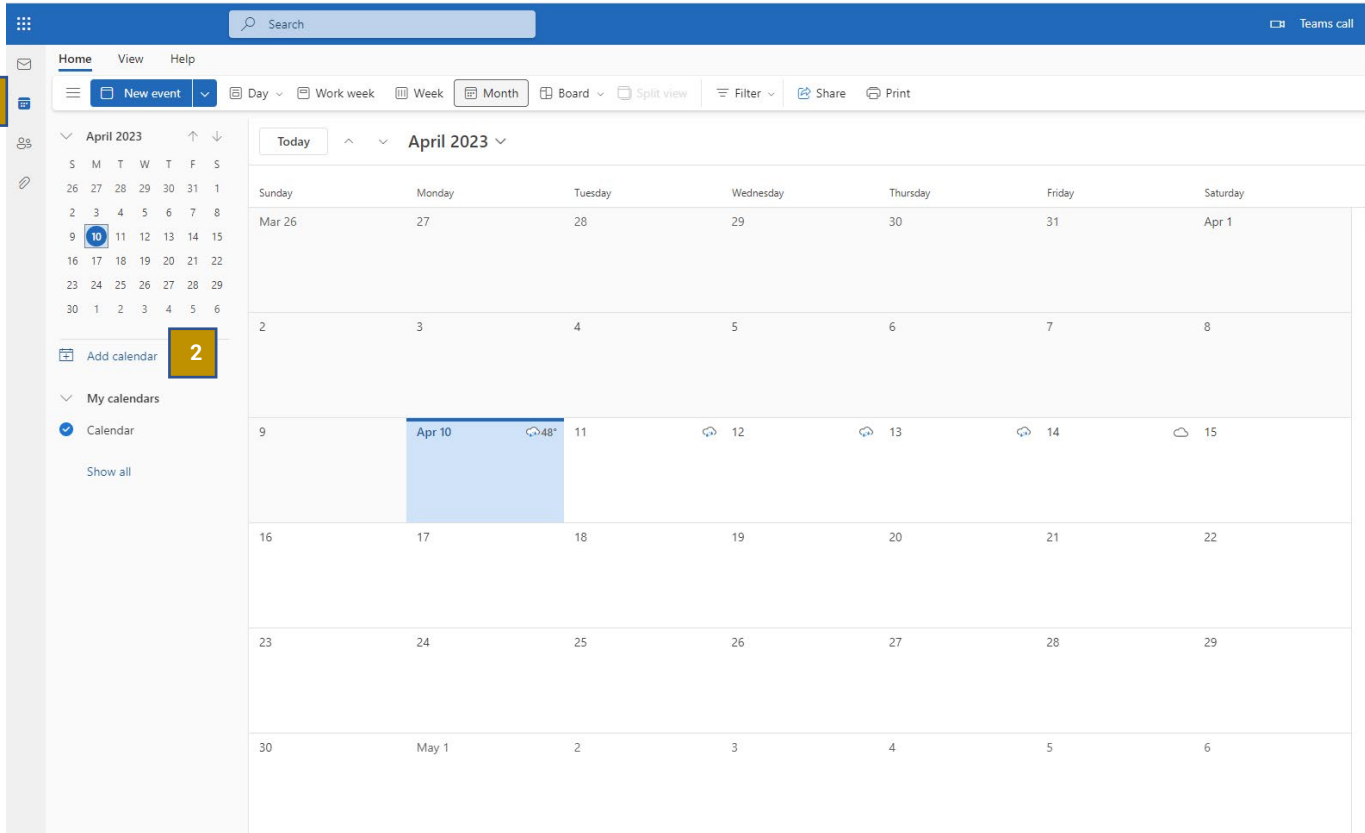 Search
Teams call
Home View Help
New event Day Work week Week Month Board Split view Filter Share Print
April 2023
S M T W T F S
26 27 28 29 30 31 1
2 3 4 5 6 7 8
9 10 11 12 13 14 15
16 17 18 19 20 21 22
23 24 25 26 27 28 29
30 1 2 3 4 5 6
Add calendar 2
My calendars
Calendar
Show all
Today April 2023
Sunday Monday Tuesday Wednesday Thursday Friday Saturday
Mar 26 27 28 29 30 31 Apr 1
2 3 4 5 6 7 8
9 Apr 10 48° 11 12 13 14 15
16 17 18 19 20 21 22
23 24 25 26 27 28 29
30 May 1 2 3 4 5 6